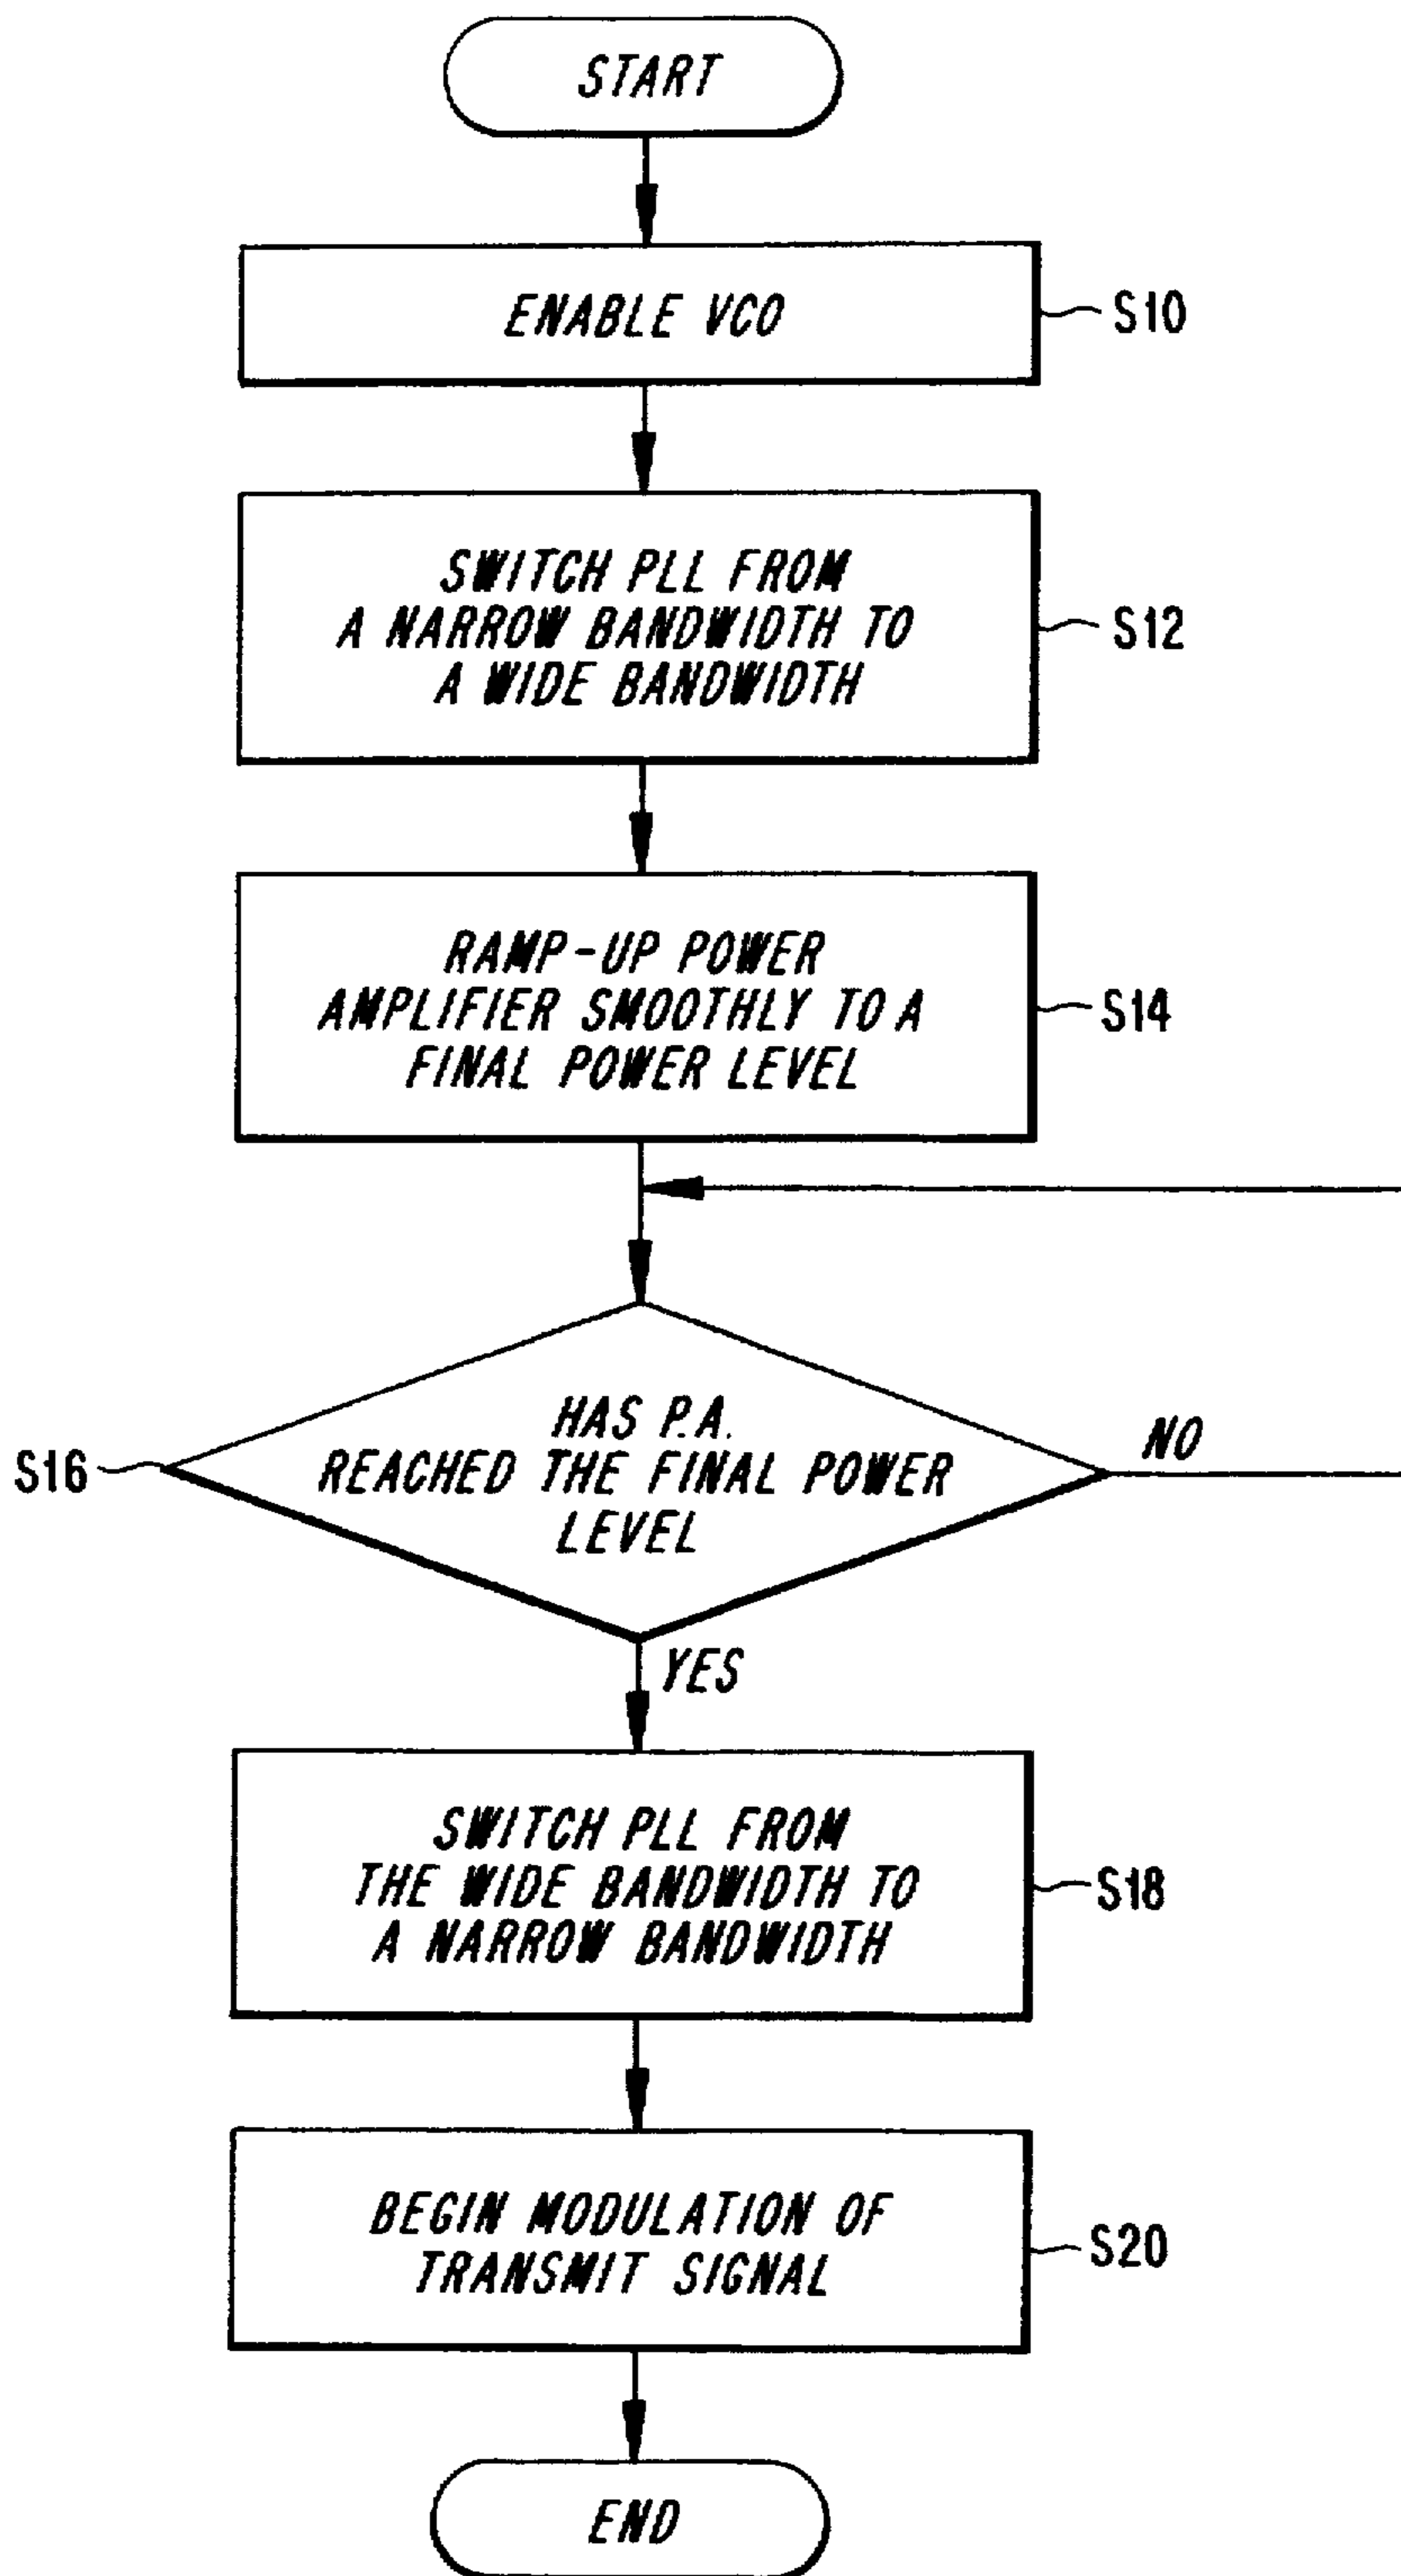 START
ENABLE VCO
S10
SWITCH PLL FROM
A NARROW BANDWIDTH TO
A WIDE BANDWIDTH
S12
RAMP-UP POWER
AMPLIFIER SMOOTHLY TO A
FINAL POWER LEVEL
S14
HAS P.A.
REACHED THE FINAL POWER
LEVEL
S16
NO
YES
SWITCH PLL FROM
THE WIDE BANDWIDTH TO
A NARROW BANDWIDTH
S18
BEGIN MODULATION OF
TRANSMIT SIGNAL
S20
END